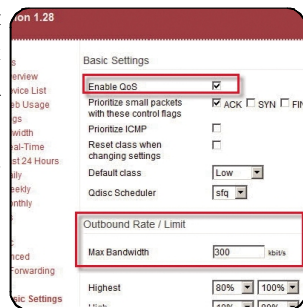 ion 1.28
s
erview
vice List
eb Usage
gs
width
eal-Time
st 24 Hours
aily
eekly
onthly
s
c
nced
Forwarding
sic Settings
Basic Settings
Enable QoS
Prioritize small packets with these control flags
ACK SYN FIN
Prioritize ICMP
Reset class when changing settings
Default class Low
Qdisc Scheduler sfq
Outbound Rate / Limit
Max Bandwidth 300 kbit/s
Highest 80% 100%
High